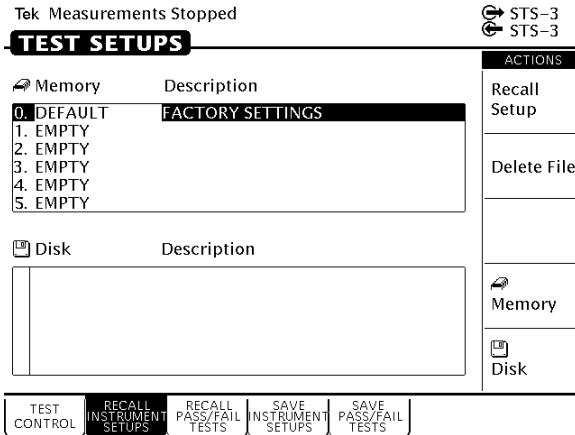 Tek Measurements Stopped
STS-3
STS-3
TEST SETUPS
ACTIONS
Memory Description
0. DEFAULT FACTORY SETTINGS
1. EMPTY
2. EMPTY
3. EMPTY
4. EMPTY
5. EMPTY
Disk Description
Recall
Setup
Delete File
Memory
Disk
TEST
CONTROL
RECALL
INSTRUMENT
SETUPS
RECALL
PASS/FAIL
TESTS
SAVE
INSTRUMENT
SETUPS
SAVE
PASS/FAIL
TESTS